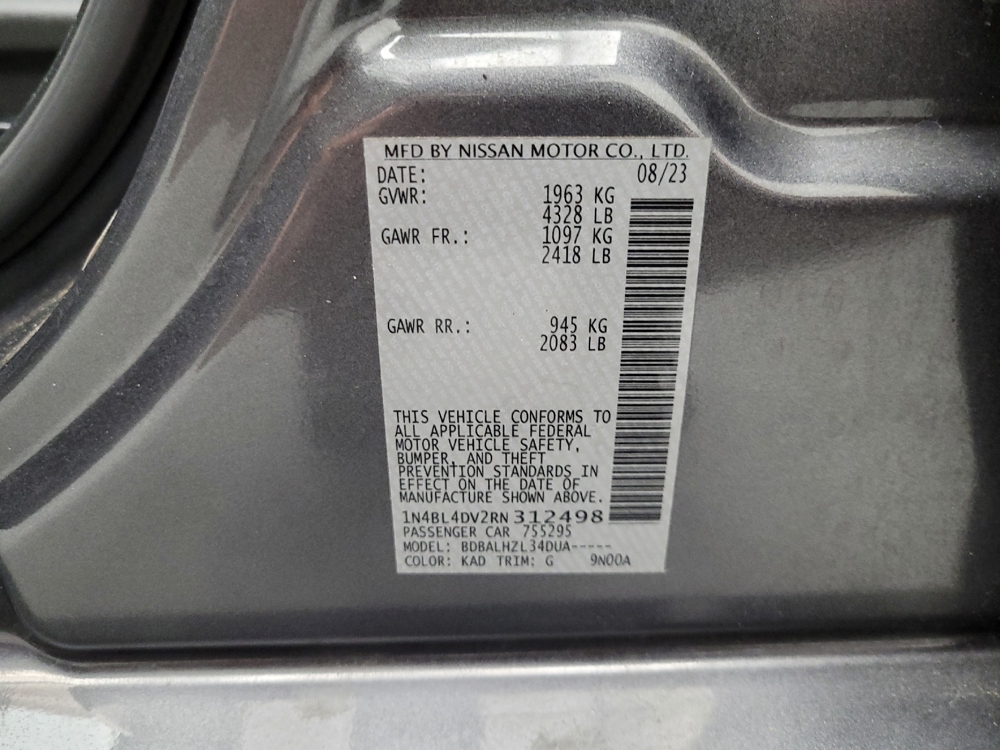 MFD BY NISSAN MOTOR CO., LTD.
DATE: 08/23
GVWR: 1963 KG
4328 LB
GAWR FR.: 1097 KG
2418 LB
GAWR RR.: 945 KG
2083 LB
THIS VEHICLE CONFORMS TO
ALL APPLICABLE FEDERAL
MOTOR VEHICLE SAFETY,
BUMPER, AND THEFT
PREVENTION STANDARDS IN
EFFECT ON THE DATE OF
MANUFACTURE SHOWN ABOVE.
1N4BL4DV2RN312498
PASSENGER CAR 755295
MODEL: BDBALHZL34DUA-----
COLOR: KAD TRIM: G 9N00A